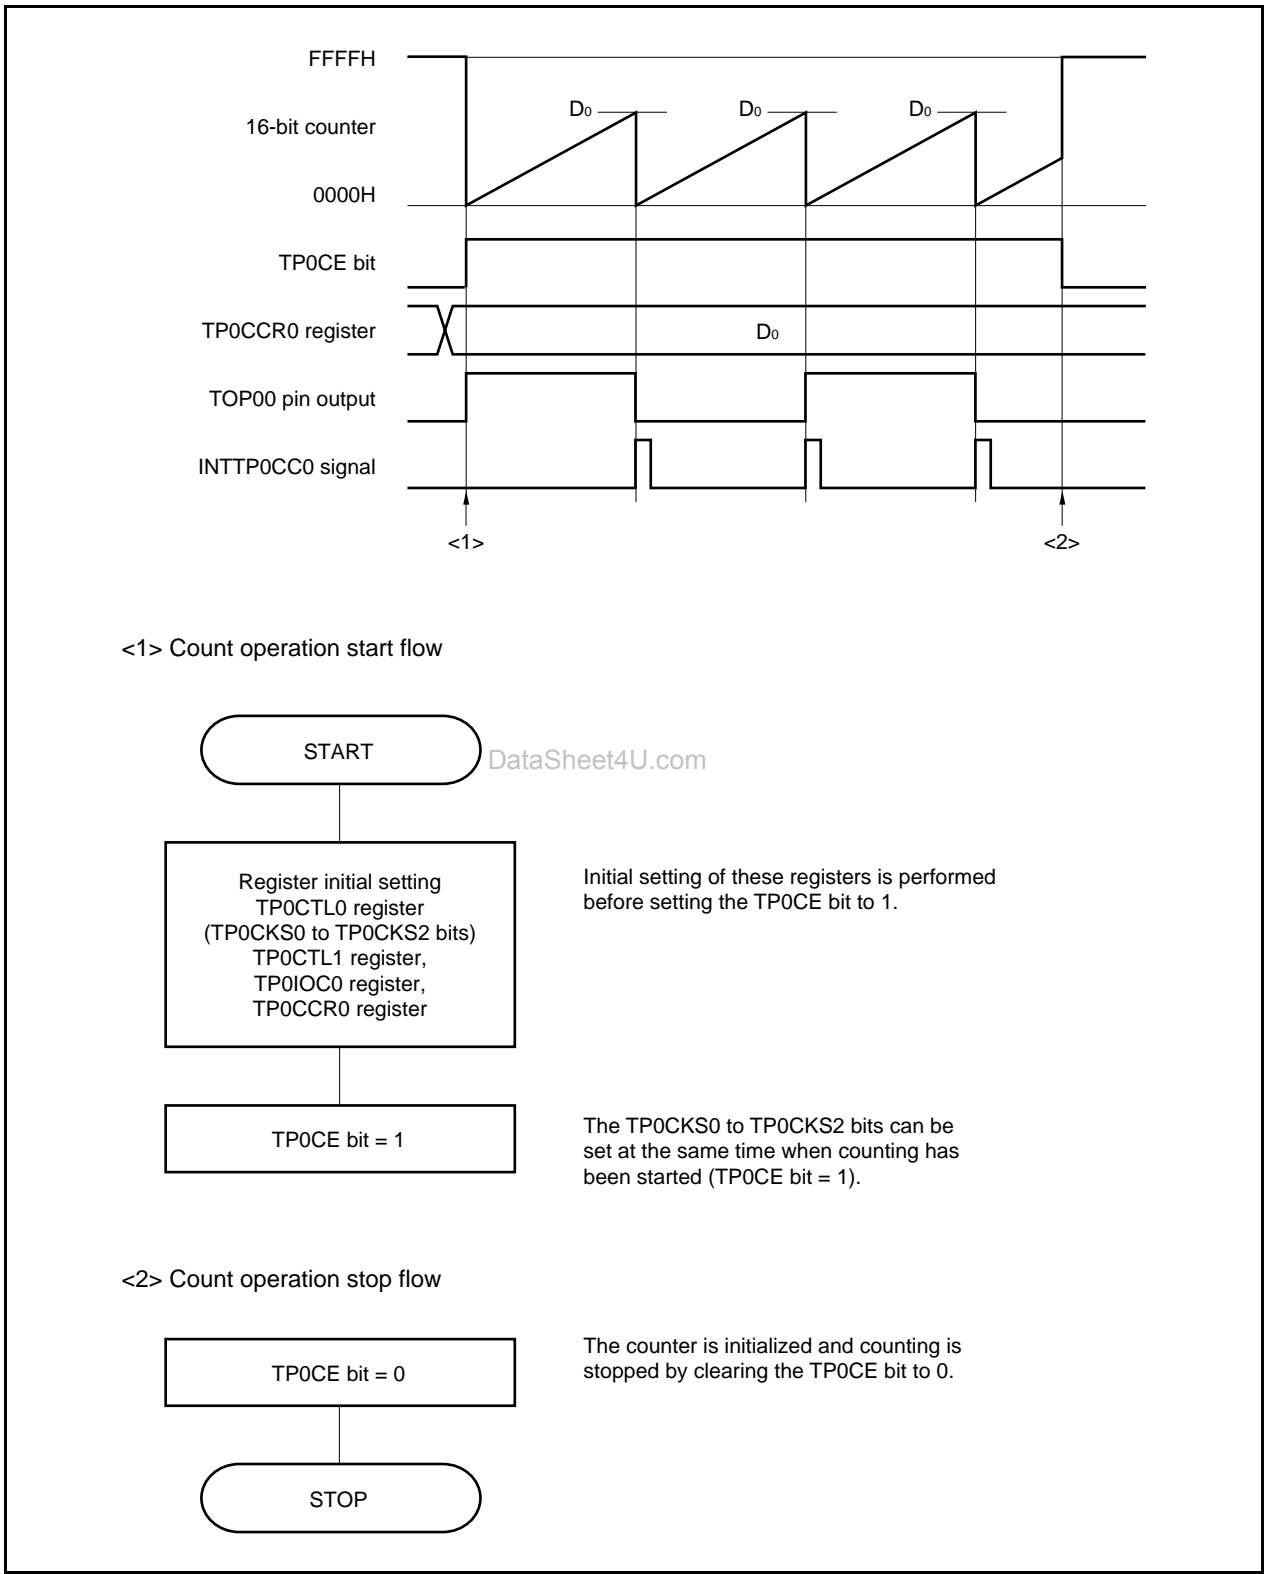 FFFFH
D0
D0
D0
16-bit counter
0000H
TP0CE bit
TP0CCR0 register
D0
TOP00 pin output
INTTP0CC0 signal
<1>
<2>
<1> Count operation start flow
START
DataSheet4U.com
Register initial setting
TP0CTL0 register
(TP0CKS0 to TP0CKS2 bits)
TP0CTL1 register,
TP0IOC0 register,
TP0CCR0 register
Initial setting of these registers is performed
before setting the TP0CE bit to 1.
TP0CE bit = 1
The TP0CKS0 to TP0CKS2 bits can be
set at the same time when counting has
been started (TP0CE bit = 1).
<2> Count operation stop flow
TP0CE bit = 0
The counter is initialized and counting is
stopped by clearing the TP0CE bit to 0.
STOP